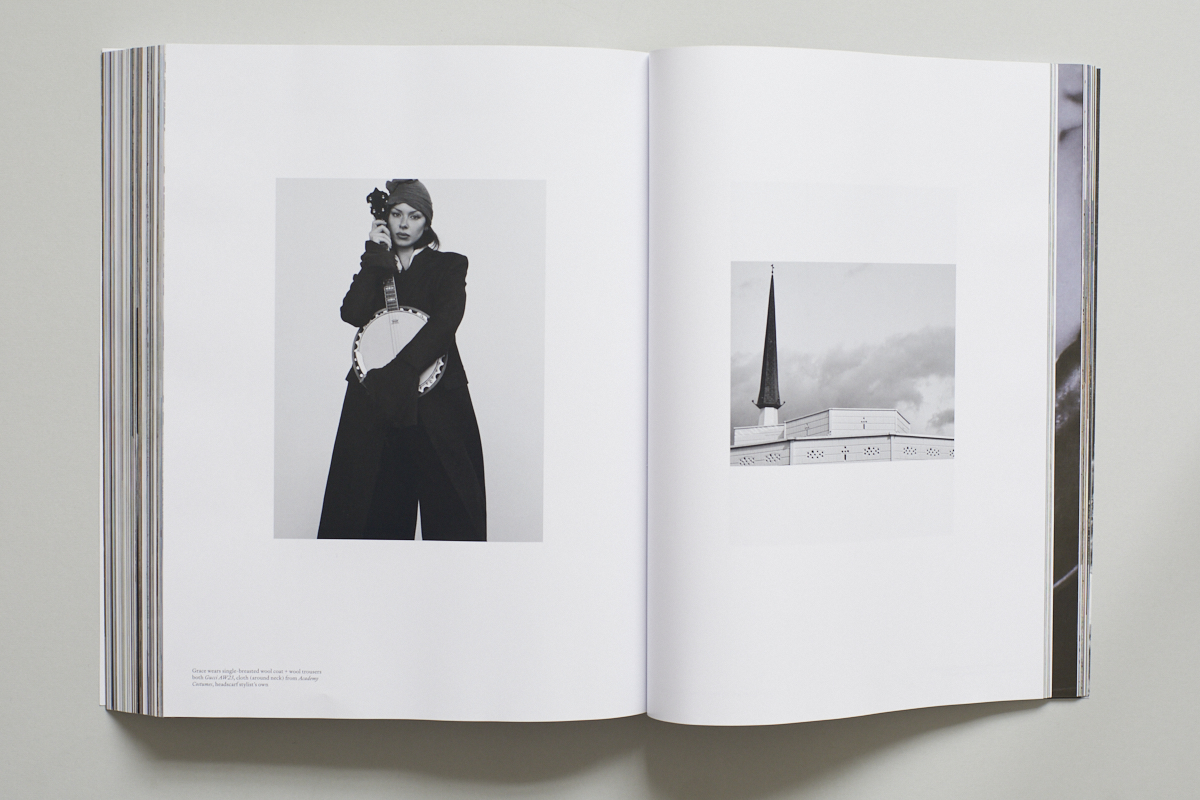 Grace wears single-breasted wool coat + wool trousers
both Gucci AW23, cloth (around neck) from Academy
Costumes, headscarf stylist's own